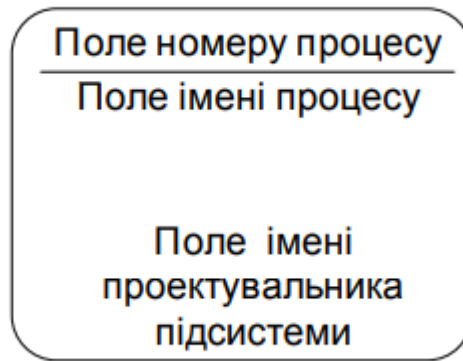 Поле номеру процесу
Поле імені процесу
Поле імені
проектувальника
підсистеми